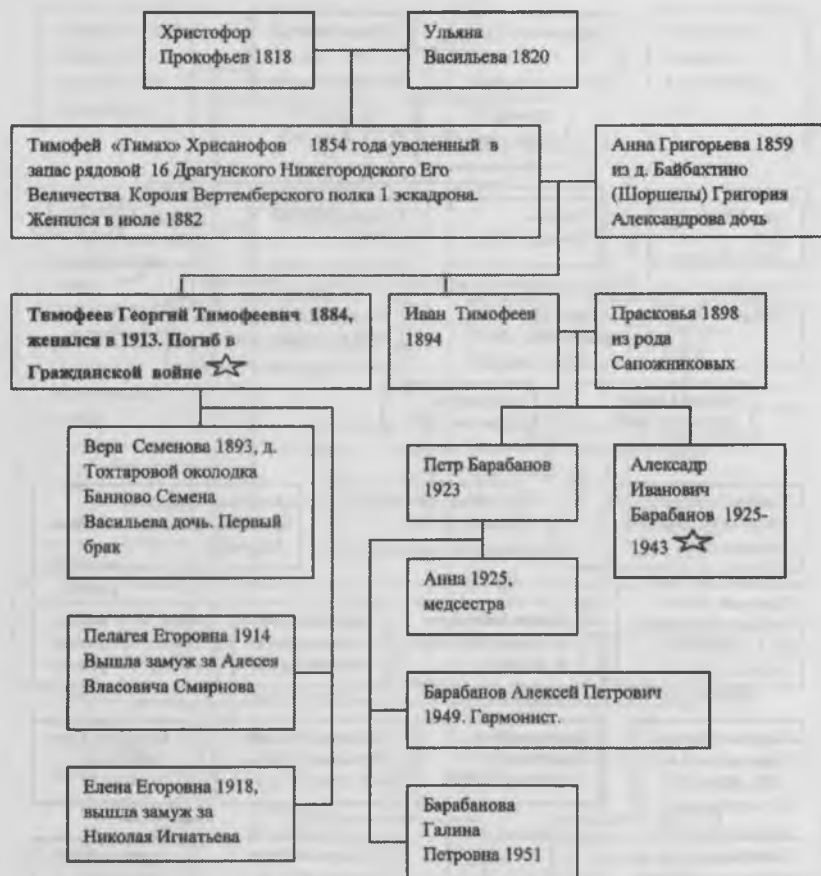 Христофор
Прокофьев 1818
Ульяна
Васильева 1820
Тимофей «Тимах» Хрисанофов 1854 года уволенный в
запас рядовой 16 Драгунского Нижегородского Его
Величества Короля Вертемберского полка 1 эскадрона.
Женился в июле 1882
Анна Григорьева 1859
из д. Байбахтино
(Шоршелы) Григория
Александрова дочь
Тимофеев Георгий Тимофеевич 1884,
женился в 1913. Погиб в
Гражданской войне
Иван Тимофеев
1894
Прасковья 1898
из рода
Сапожниковых
Вера Семенова 1893, д.
Тохтаровой околодка
Банново Семена
Васильева дочь. Первый
брак
Петр Барабанов
1923
Алексадр
Иванович
Барабанов 1925-
1943
Анна 1925,
медсестра
Пелагея Егоровна 1914
Вышла замуж за Алесея
Власовича Смирнова
Барабанов Алексей Петрович
1949. Гармонист.
Елена Егоровна 1918,
вышла замуж за
Николая Игнатьева
Барабанова
Галина
Петровна 1951